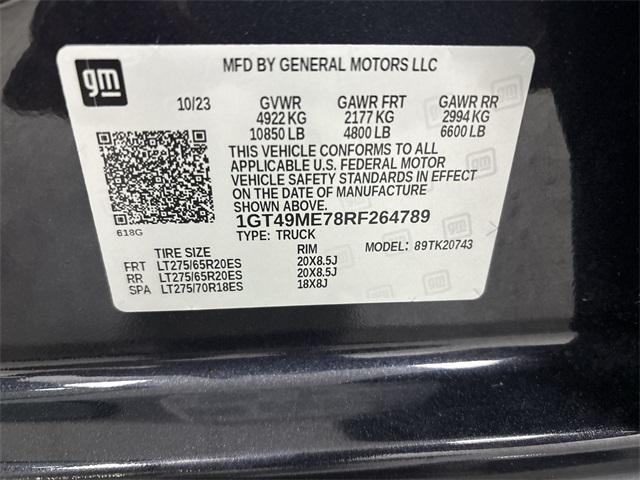 gm
MFD BY GENERAL MOTORS LLC
10/23 GVWR GAWR FRT GAWR RR
4922 KG 2177 KG 2994 KG
10850 LB 4800 LB 6600 LB
THIS VEHICLE CONFORMS TO ALL
APPLICABLE U.S. FEDERAL MOTOR
VEHICLE SAFETY STANDARDS IN EFFECT
ON THE DATE OF MANUFACTURE
SHOWN ABOVE.
618G
1GT49ME78RF264789
TYPE: TRUCK MODEL: 89TK20743
TIRE SIZE RIM
FRT LT275/65R20ES 20X8.5J
RR LT275/65R20ES 20X8.5J
SPA LT275/70R18ES 18X8J